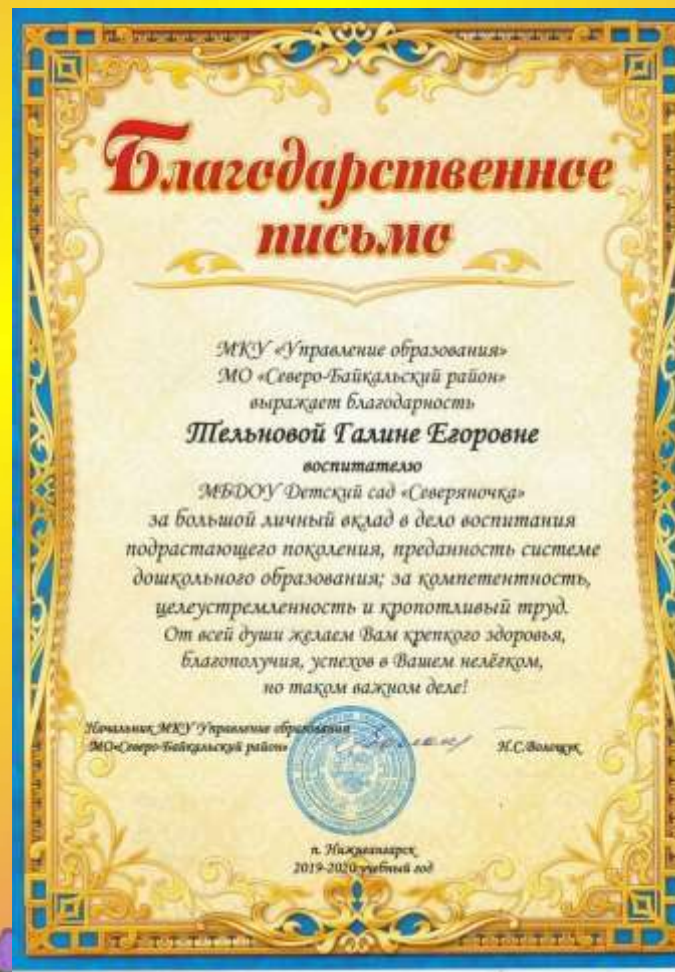 Благодарственное
письмо
МКУ «Управление образования»
МО «Северо-Байкальский район»
выражает благодарность
Тельновой Галине Егоровне
воспитателю
МБДОУ Детский сад «Северяночка»
за большой личный вклад в дело воспитания
подрастающего поколения, преданность системе
дошкольного образования; за компетентность,
целеустремленность и кропотливый труд.
От всей души желаем Вам крепкого здоровья,
благополучия, успехов в Вашем нелёгком,
но таком важном деле!
Начальник МКУ Управление образования
МО«Северо-Байкальский район» Н.С.Волощук
п. Нижнеангарск
2019-2020 учебный год